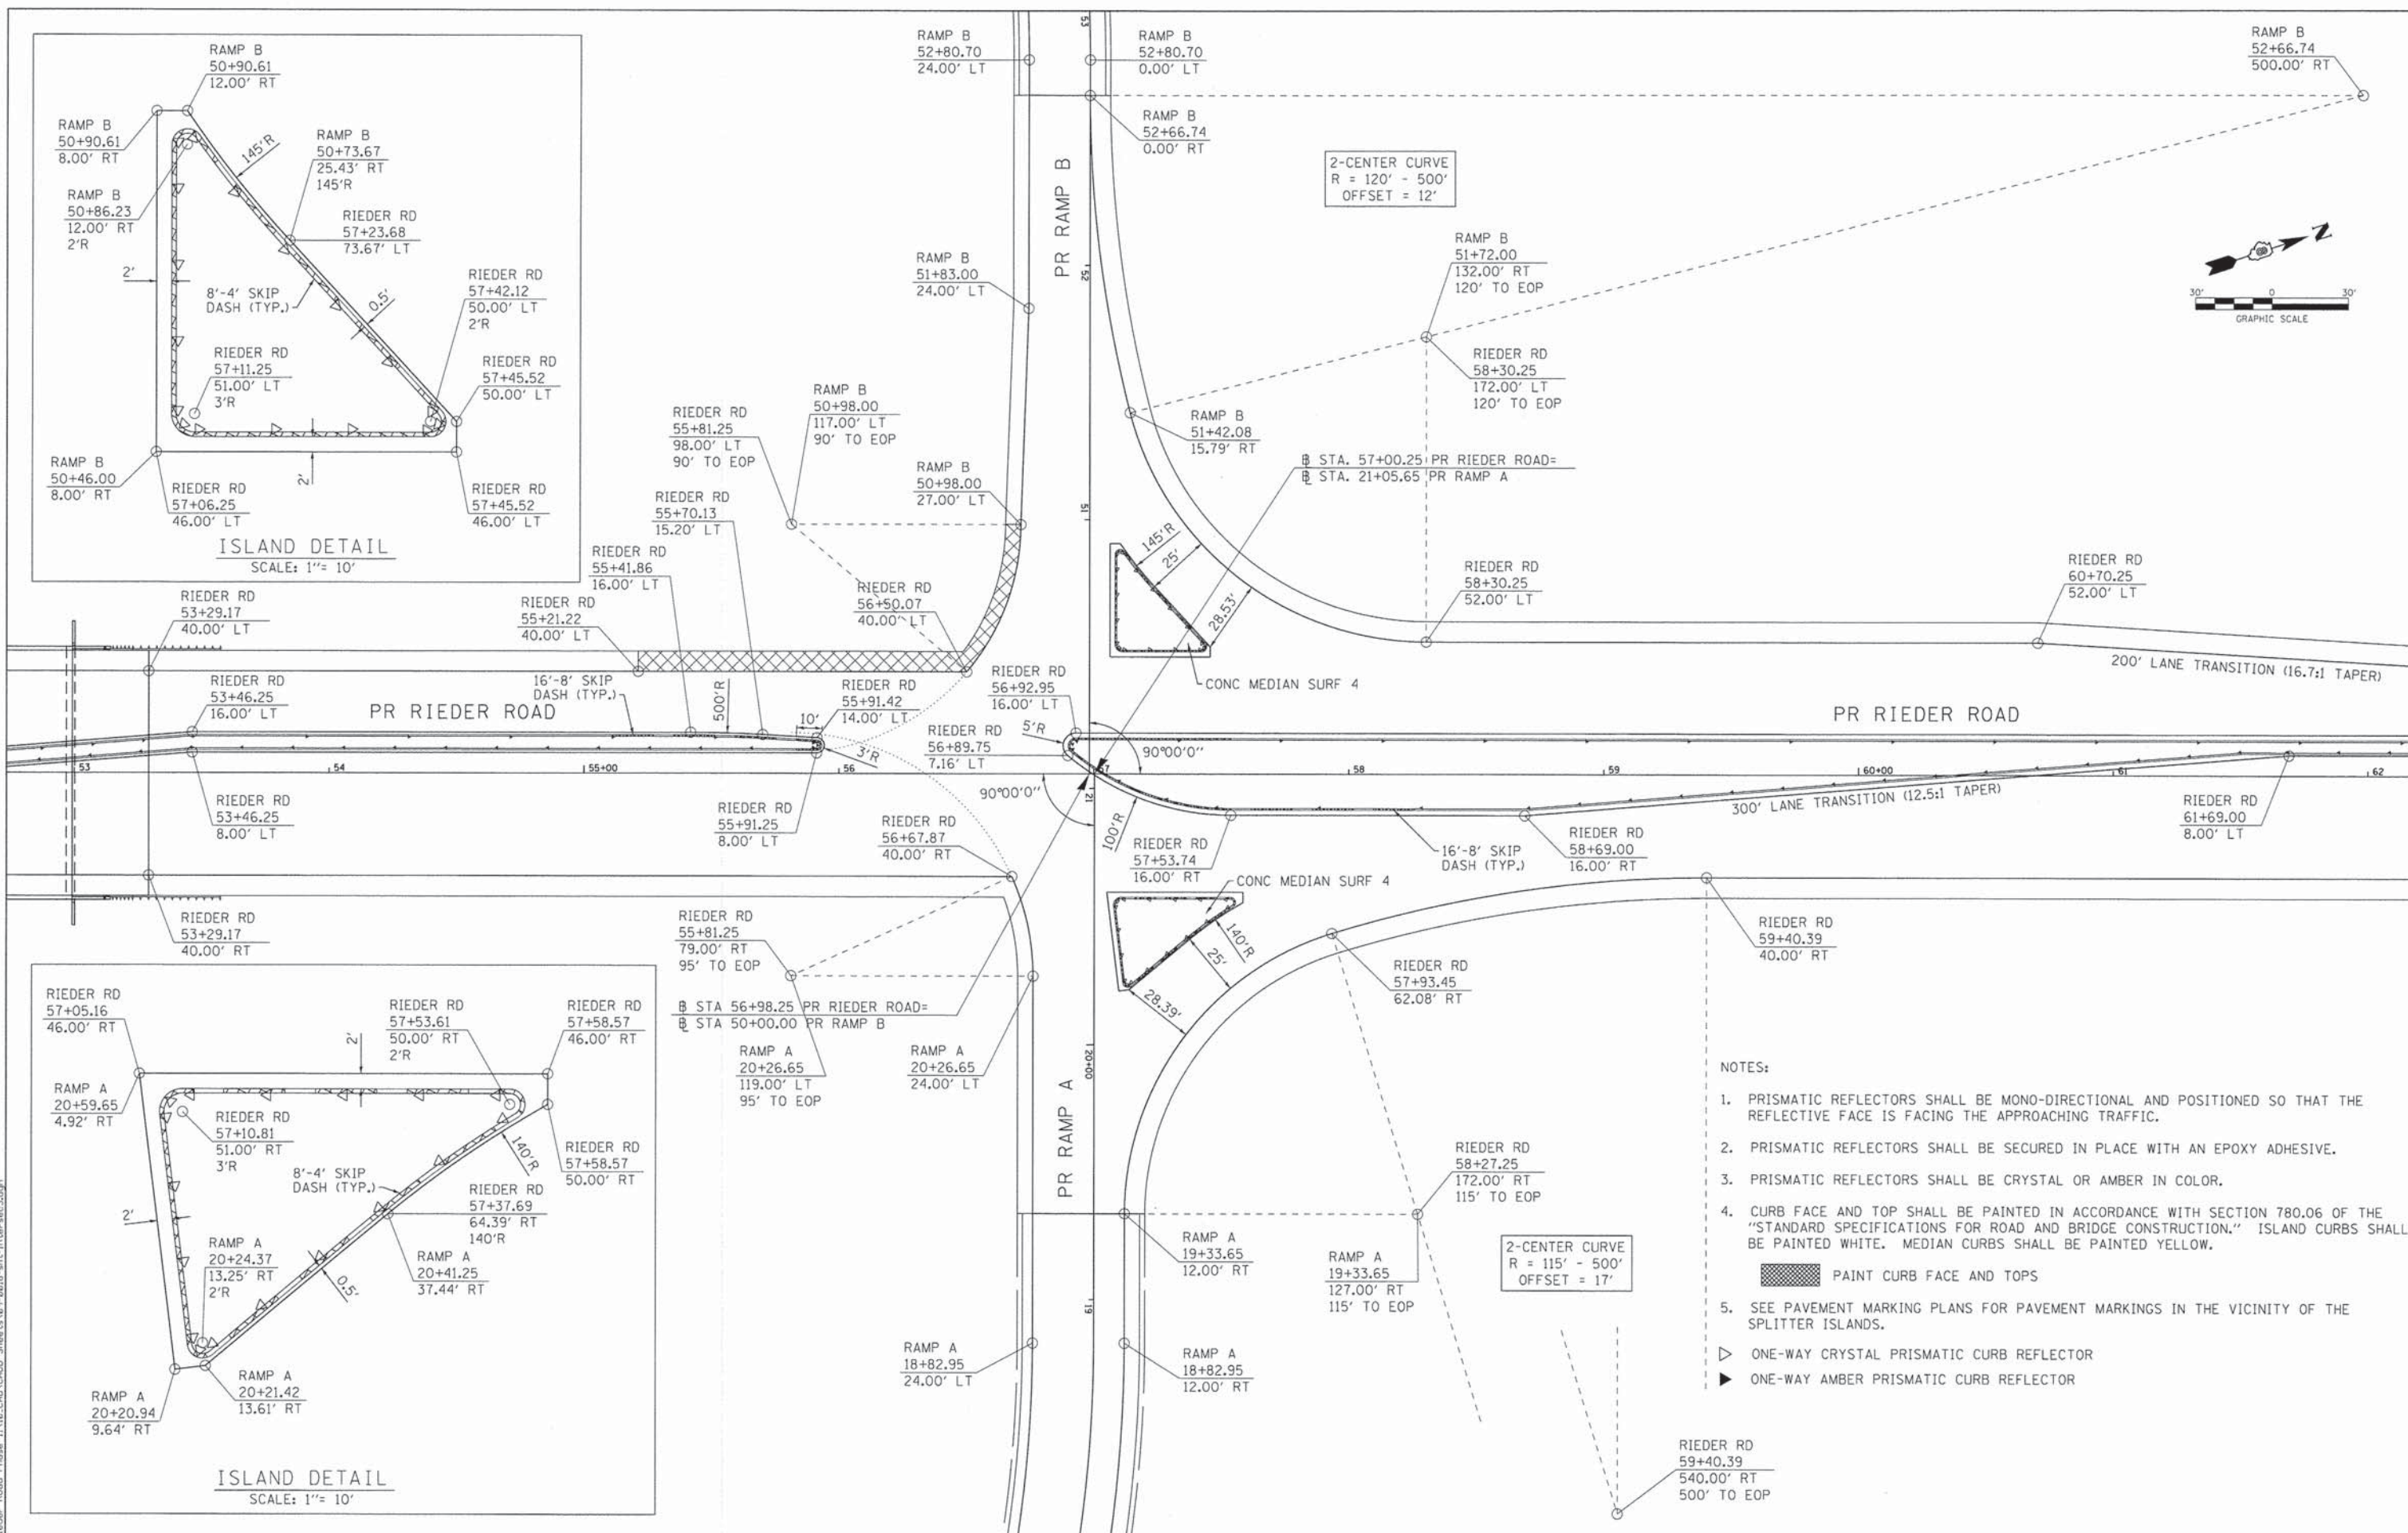 RAMP B
50+90.61
12.00' RT
RAMP B
50+90.61
8.00' RT
RAMP B
50+73.67
25.43' RT
145'R
145'R
RAMP B
50+86.23
12.00' RT
2'R
RIEDER RD
57+23.68
73.67' LT
2'
8'-4' SKIP
DASH (TYP.)
0.5'
RIEDER RD
57+42.12
50.00' LT
2'R
RIEDER RD
57+11.25
51.00' LT
3'R
RIEDER RD
57+45.52
50.00' LT
RAMP B
50+46.00
8.00' RT
RIEDER RD
57+06.25
46.00' LT
2'
RIEDER RD
57+45.52
46.00' LT
ISLAND DETAIL
SCALE: 1"= 10'
RAMP B
52+80.70
24.00' LT
53
RAMP B
52+80.70
0.00' LT
RAMP B
52+66.74
500.00' RT
RAMP B
52+66.74
0.00' RT
PR RAMP B
2-CENTER CURVE
R = 120' - 500'
OFFSET = 12'
RAMP B
51+83.00
24.00' LT
52
RAMP B
51+72.00
132.00' RT
120' TO EOP
N
30'
0
30'
GRAPHIC SCALE
RIEDER RD
58+30.25
172.00' LT
120' TO EOP
RAMP B
50+98.00
117.00' LT
90' TO EOP
RIEDER RD
55+81.25
98.00' LT
90' TO EOP
RAMP B
51+42.08
15.79' RT
RAMP B
50+98.00
27.00' LT
℄ STA. 57+00.25 PR RIEDER ROAD=
℄ STA. 21+05.65 PR RAMP A
51
RIEDER RD
55+70.13
15.20' LT
RIEDER RD
55+41.86
16.00' LT
145'R
25'
28.53'
RIEDER RD
58+30.25
52.00' LT
RIEDER RD
60+70.25
52.00' LT
RIEDER RD
53+29.17
40.00' LT
RIEDER RD
55+21.22
40.00' LT
RIEDER RD
56+50.07
40.00' LT
RIEDER RD
53+46.25
16.00' LT
PR RIEDER ROAD
16'-8' SKIP
DASH (TYP.)
500'R
10'
RIEDER RD
55+91.42
14.00' LT
RIEDER RD
56+92.95
16.00' LT
CONC MEDIAN SURF 4
200' LANE TRANSITION (16.7:1 TAPER)
PR RIEDER ROAD
RIEDER RD
56+89.75
7.16' LT
5'R
3'R
90°00'0"
53
54
55+00
56
57
58
59
60+00
61
62
90°00'0"
21
RIEDER RD
53+46.25
8.00' LT
RIEDER RD
55+91.25
8.00' LT
RIEDER RD
56+67.87
40.00' RT
100'R
RIEDER RD
57+53.74
16.00' RT
16'-8' SKIP
DASH (TYP.)
RIEDER RD
58+69.00
16.00' RT
300' LANE TRANSITION (12.5:1 TAPER)
RIEDER RD
61+69.00
8.00' LT
CONC MEDIAN SURF 4
RIEDER RD
53+29.17
40.00' RT
RIEDER RD
55+81.25
79.00' RT
95' TO EOP
140'R
25'
28.39'
RIEDER RD
57+93.45
62.08' RT
RIEDER RD
59+40.39
40.00' RT
℄ STA 56+98.25 PR RIEDER ROAD=
℄ STA 50+00.00 PR RAMP B
RAMP A
20+26.65
119.00' LT
95' TO EOP
RAMP A
20+26.65
24.00' LT
20+00
PR RAMP A
RIEDER RD
58+27.25
172.00' RT
115' TO EOP
RAMP A
19+33.65
12.00' RT
RAMP A
19+33.65
127.00' RT
115' TO EOP
2-CENTER CURVE
R = 115' - 500'
OFFSET = 17'
19
RAMP A
18+82.95
24.00' LT
RAMP A
18+82.95
12.00' RT
RIEDER RD
59+40.39
540.00' RT
500' TO EOP
RIEDER RD
57+05.16
46.00' RT
2'
RIEDER RD
57+53.61
50.00' RT
2'R
RIEDER RD
57+58.57
46.00' RT
RAMP A
20+59.65
4.92' RT
RIEDER RD
57+10.81
51.00' RT
3'R
140'R
RIEDER RD
57+58.57
50.00' RT
8'-4' SKIP
DASH (TYP.)
RIEDER RD
57+37.69
64.39' RT
140'R
2'
RAMP A
20+24.37
13.25' RT
2'R
RAMP A
20+41.25
37.44' RT
0.5'
RAMP A
20+21.42
13.61' RT
RAMP A
20+20.94
9.64' RT
ISLAND DETAIL
SCALE: 1"= 10'
NOTES:
1. PRISMATIC REFLECTORS SHALL BE MONO-DIRECTIONAL AND POSITIONED SO THAT THE
REFLECTIVE FACE IS FACING THE APPROACHING TRAFFIC.
2. PRISMATIC REFLECTORS SHALL BE SECURED IN PLACE WITH AN EPOXY ADHESIVE.
3. PRISMATIC REFLECTORS SHALL BE CRYSTAL OR AMBER IN COLOR.
4. CURB FACE AND TOP SHALL BE PAINTED IN ACCORDANCE WITH SECTION 780.06 OF THE
"STANDARD SPECIFICATIONS FOR ROAD AND BRIDGE CONSTRUCTION." ISLAND CURBS SHALL
BE PAINTED WHITE. MEDIAN CURBS SHALL BE PAINTED YELLOW.
PAINT CURB FACE AND TOPS
5. SEE PAVEMENT MARKING PLANS FOR PAVEMENT MARKINGS IN THE VICINITY OF THE
SPLITTER ISLANDS.
ONE-WAY CRYSTAL PRISMATIC CURB REFLECTOR
ONE-WAY AMBER PRISMATIC CURB REFLECTOR